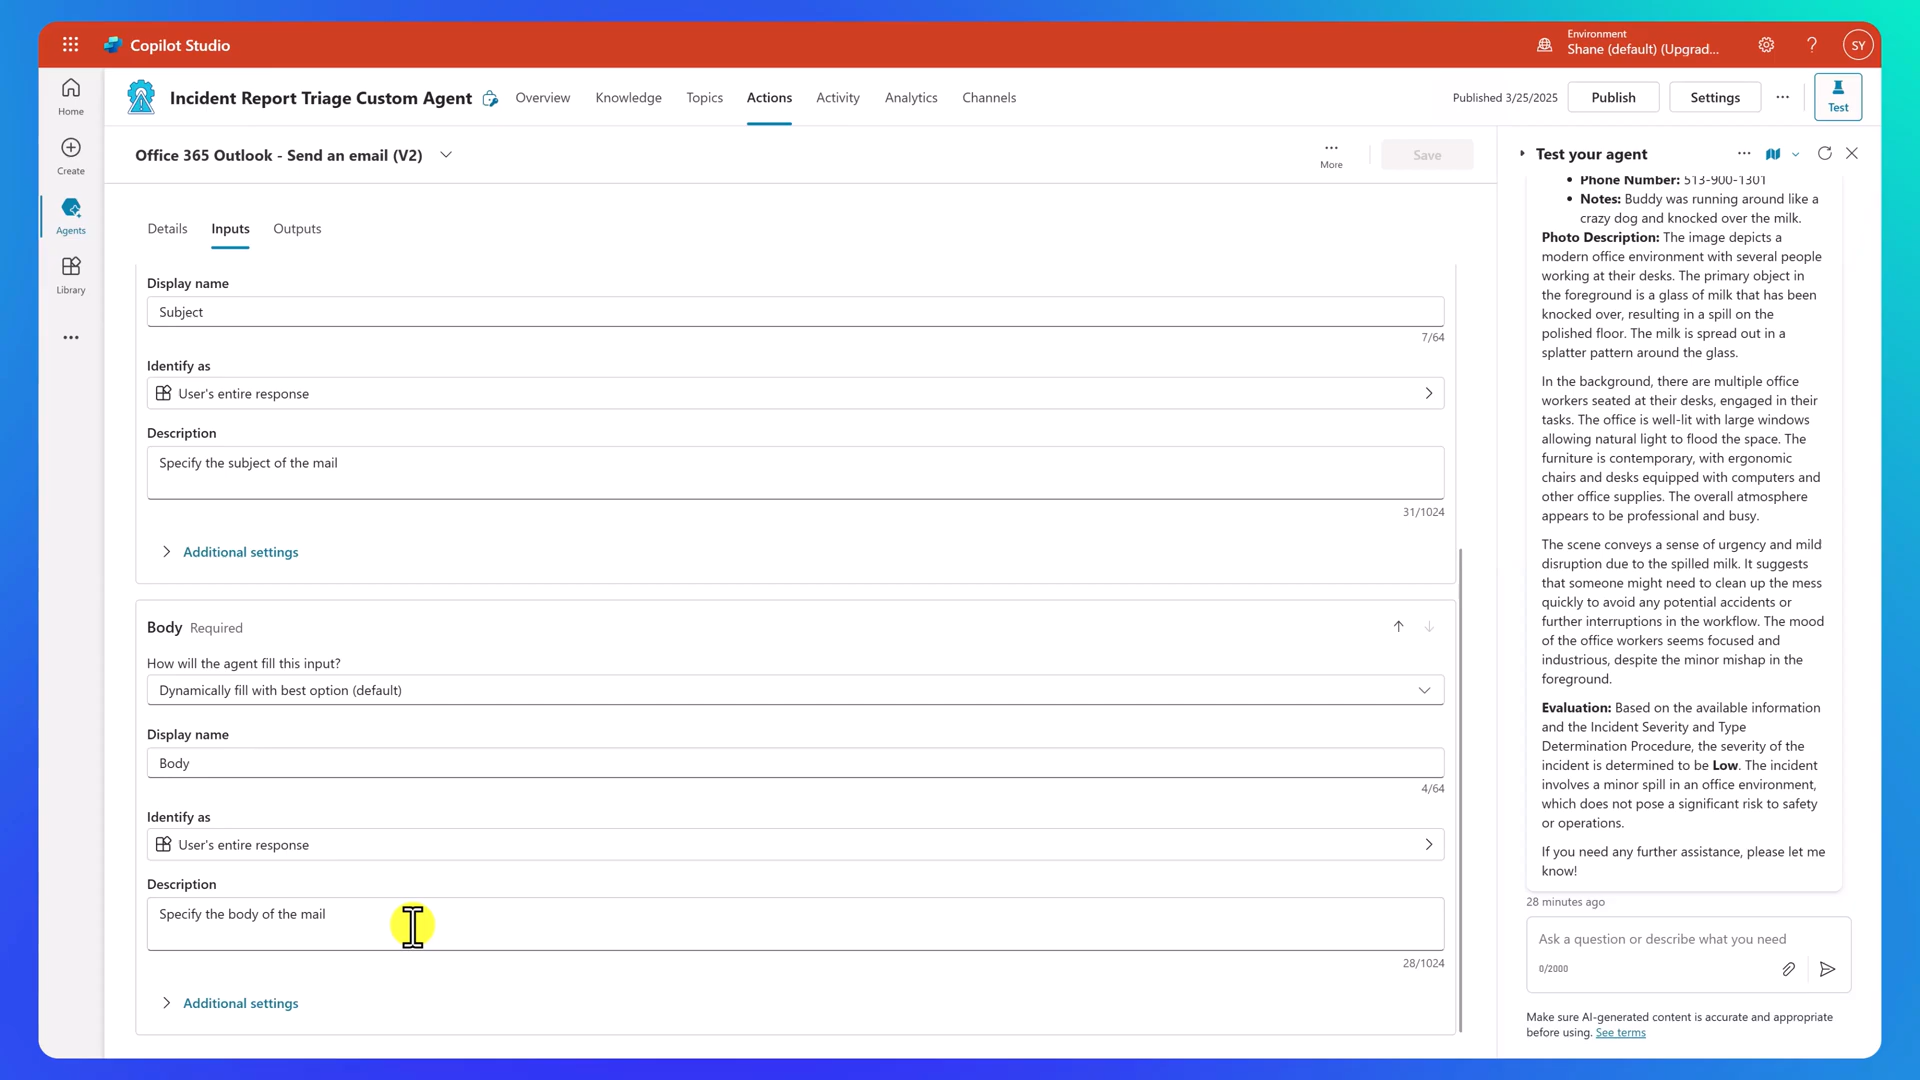 Copilot Studio
Environment
Shane (default) (Upgrad...
SY
Home
Create
Agents
Library
Incident Report Triage Custom Agent
Overview
Knowledge
Topics
Actions
Activity
Analytics
Channels
Published 3/25/2025
Publish
Settings
Test
Office 365 Outlook - Send an email (V2)
More
Save
Details
Inputs
Outputs
Display name
Subject
7/64
Identify as
User's entire response
Description
Specify the subject of the mail
31/1024
Additional settings
Body Required
How will the agent fill this input?
Dynamically fill with best option (default)
Display name
Body
4/64
Identify as
User's entire response
Description
Specify the body of the mail
28/1024
Additional settings
Test your agent
• Phone Number: 513-900-1301
• Notes: Buddy was running around like a
crazy dog and knocked over the milk.
Photo Description: The image depicts a
modern office environment with several people
working at their desks. The primary object in
the foreground is a glass of milk that has been
knocked over, resulting in a spill on the
polished floor. The milk is spread out in a
splatter pattern around the glass.
In the background, there are multiple office
workers seated at their desks, engaged in their
tasks. The office is well-lit with large windows
allowing natural light to flood the space. The
furniture is contemporary, with ergonomic
chairs and desks equipped with computers and
other office supplies. The overall atmosphere
appears to be professional and busy.
The scene conveys a sense of urgency and mild
disruption due to the spilled milk. It suggests
that someone might need to clean up the mess
quickly to avoid any potential accidents or
further interruptions in the workflow. The mood
of the office workers seems focused and
industrious, despite the minor mishap in the
foreground.
Evaluation: Based on the available information
and the Incident Severity and Type
Determination Procedure, the severity of the
incident is determined to be Low. The incident
involves a minor spill in an office environment,
which does not pose a significant risk to safety
or operations.
If you need any further assistance, please let me
know!
28 minutes ago
Ask a question or describe what you need
0/2000
Make sure AI-generated content is accurate and appropriate
before using. See terms